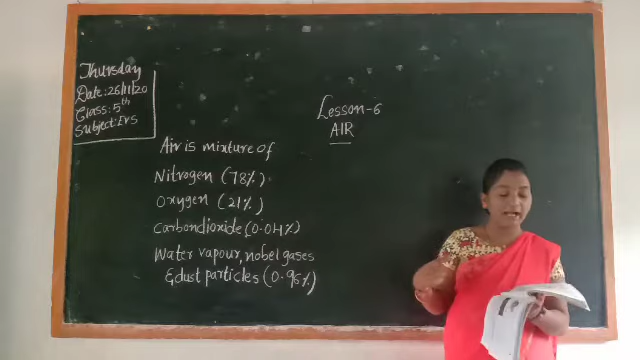 Thursday
Date: 26/11/20
Class: 5th
Subject: Evs
Lesson-6
AIR
Air is mixture of
Nitrogen (78%)
Oxygen (21%)
Carbondioxide (0.04%)
Water vapour, nobel gases
& dust particles (0.96%)